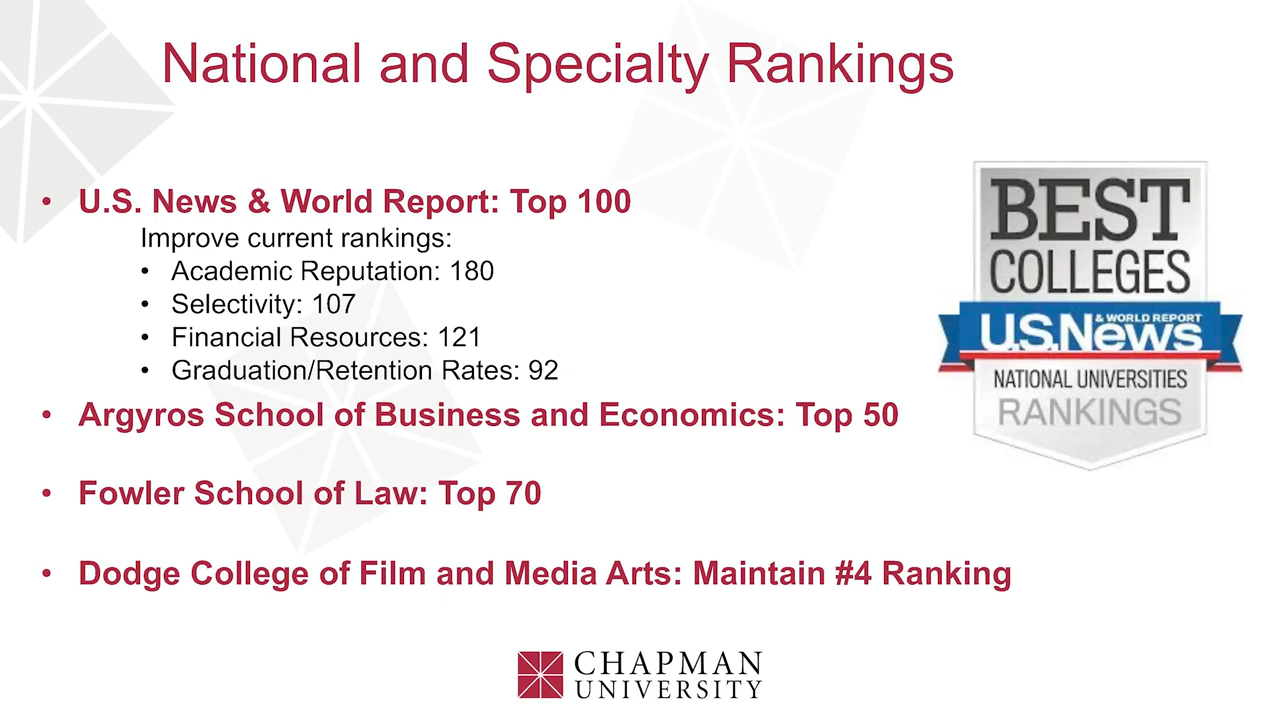 National and Specialty Rankings
• U.S. News & World Report: Top 100
Improve current rankings:
• Academic Reputation: 180
• Selectivity: 107
• Financial Resources: 121
• Graduation/Retention Rates: 92
• Argyros School of Business and Economics: Top 50
• Fowler School of Law: Top 70
• Dodge College of Film and Media Arts: Maintain #4 Ranking
BEST
COLLEGES
U.S.News & WORLD REPORT
NATIONAL UNIVERSITIES
RANKINGS
CHAPMAN
UNIVERSITY